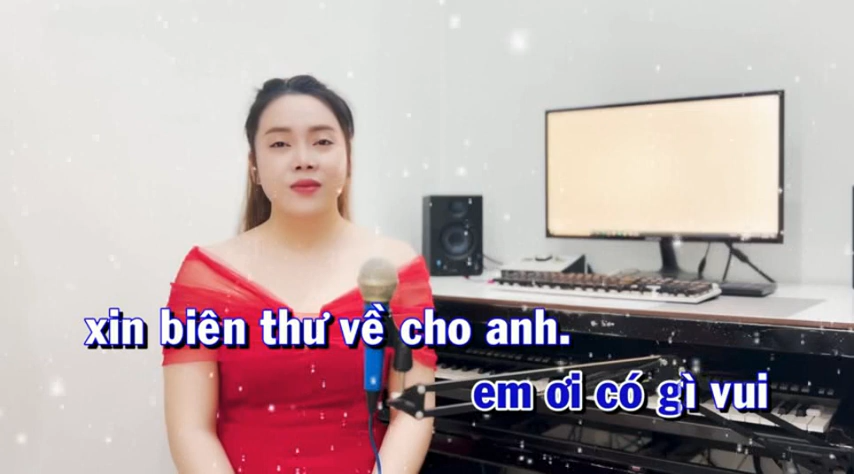 xin biên thư về cho anh.
em ơi có gì vui